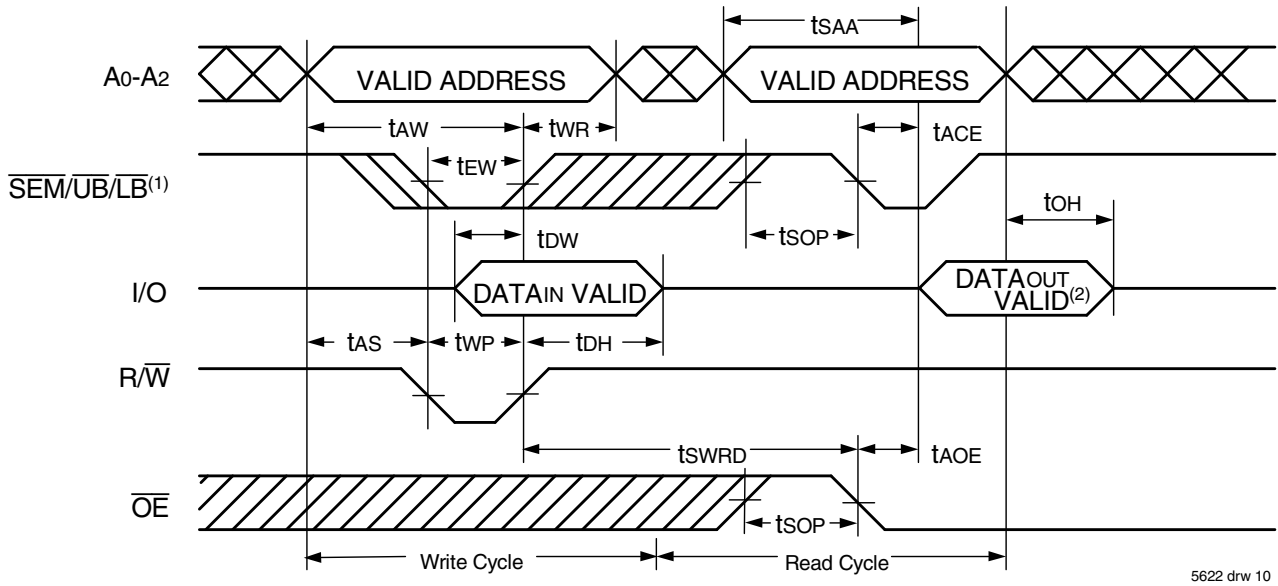 tSAA
A0-A2
VALID ADDRESS
VALID ADDRESS
tAW
tWR
tACE
tEW
SEM/UB/LB(1)
tOH
tDW
tSOP
I/O
DATAIN VALID
DATAOUT
VALID(2)
tAS
tWP
tDH
R/W
tSWRD
tAOE
OE
tSOP
Write Cycle
Read Cycle
5622 drw 10